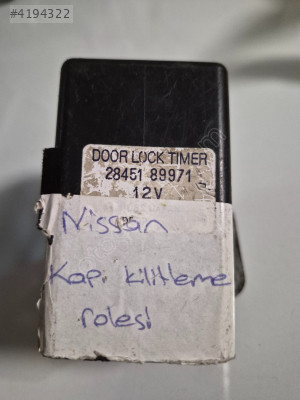 #4194322
DOOR LOCK TIMER
28451 89971
12V
Nissan
Kapı kilitleme
rolesi